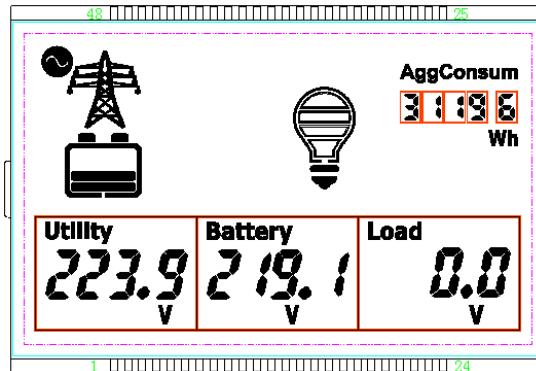 48 25
AggConsum
31196
Wh
Utility Battery Load
223.9 219.1 0.0
V V V
1 24